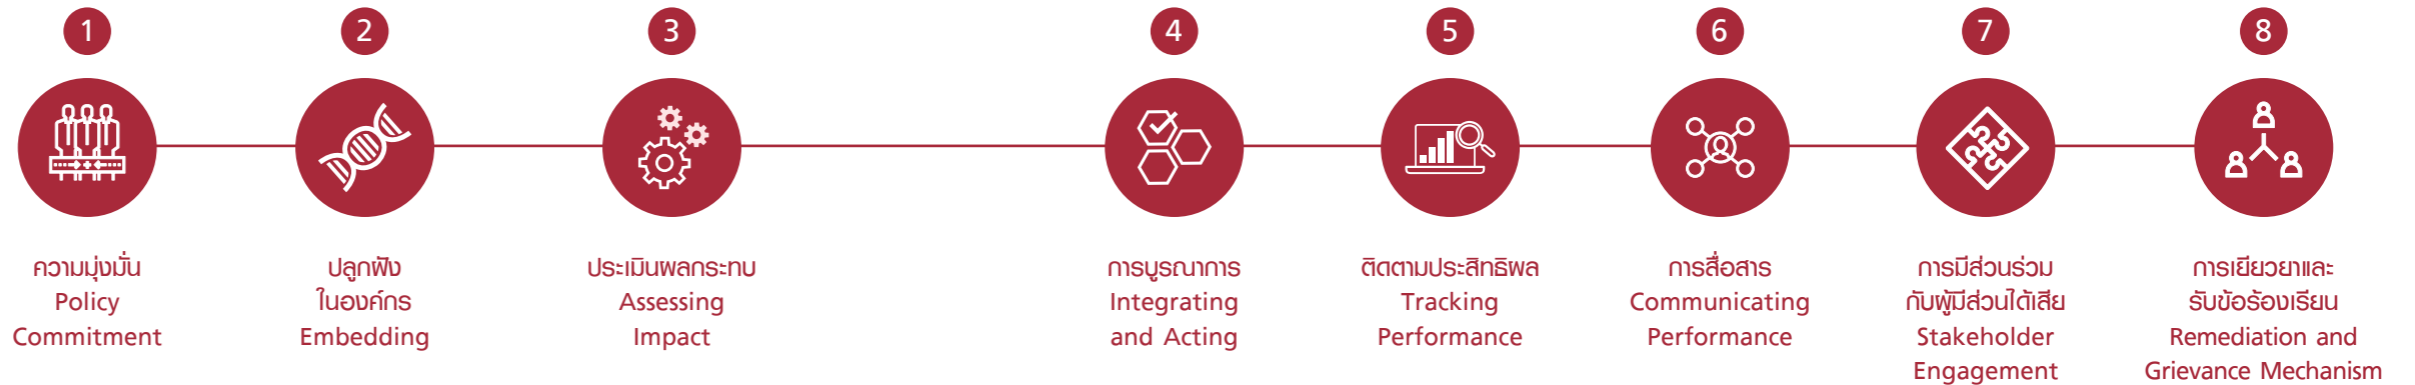 1
ความมุ่งมั่น
Policy
Commitment
2
ปลูกฝัง
ในองค์กร
Embedding
3
ประเมินผลกระทบ
Assessing
Impact
4
การบูรณาการ
Integrating
and Acting
5
ติดตามประสิทธิผล
Tracking
Performance
6
การสื่อสาร
Communicating
Performance
7
การมีส่วนร่วม
กับผู้มีส่วนได้เสีย
Stakeholder
Engagement
8
การเยียวยาและ
รับข้อร้องเรียน
Remediation and
Grievance Mechanism